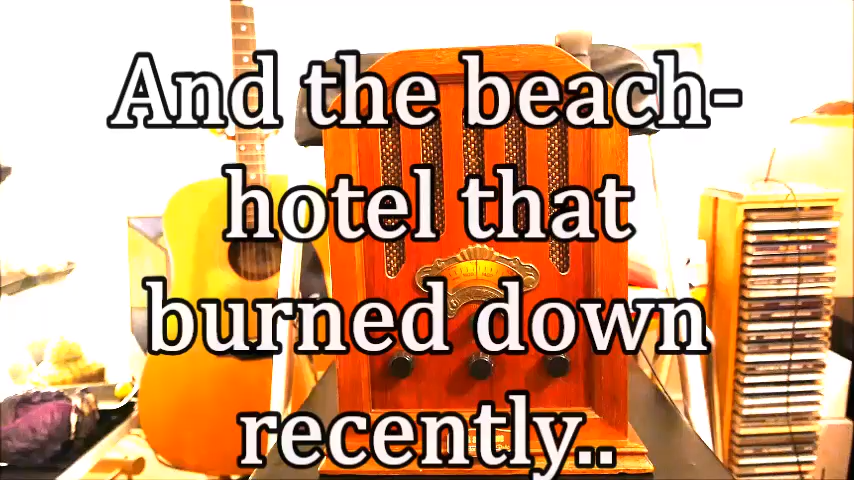 And the beach-
hotel that
burned down
recently..